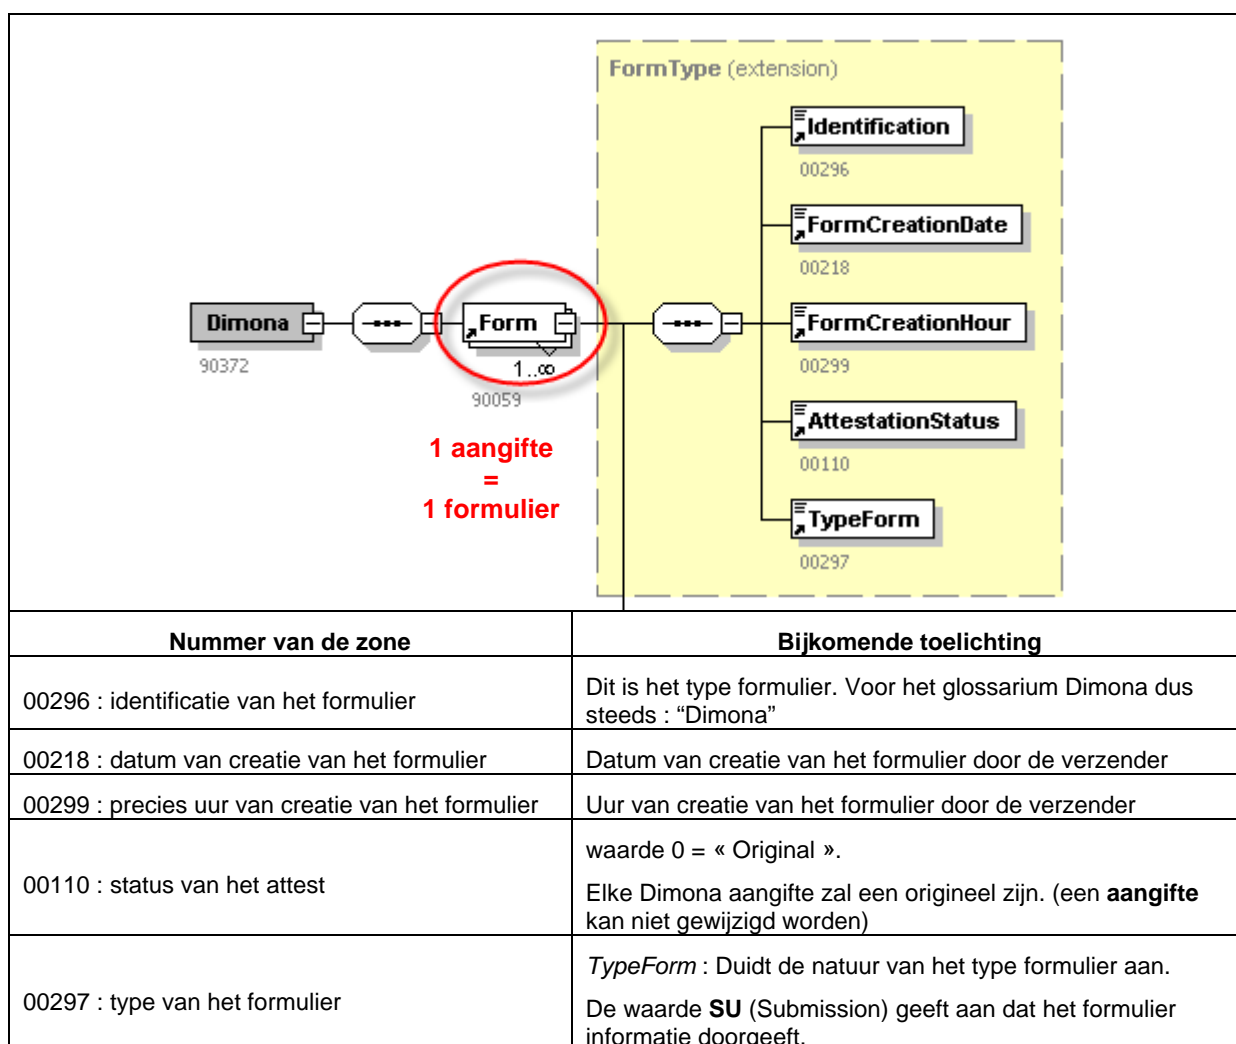 FormType (extension)
Identification
00296
FormCreationDate
00218
Dimona
90372
Form
1..∞
90059
FormCreationHour
00299
1 aangifte
=
1 formulier
AttestationStatus
00110
TypeForm
00297
Nummer van de zone
Bijkomende toelichting
00296 : identificatie van het formulier
Dit is het type formulier. Voor het glossarium Dimona dus
steeds : “Dimona”
00218 : datum van creatie van het formulier
Datum van creatie van het formulier door de verzender
00299 : precies uur van creatie van het formulier
Uur van creatie van het formulier door de verzender
00110 : status van het attest
waarde 0 = « Original ».
Elke Dimona aangifte zal een origineel zijn. (een aangifte
kan niet gewijzigd worden)
00297 : type van het formulier
TypeForm : Duidt de natuur van het type formulier aan.
De waarde SU (Submission) geeft aan dat het formulier
informatie doorgeeft.